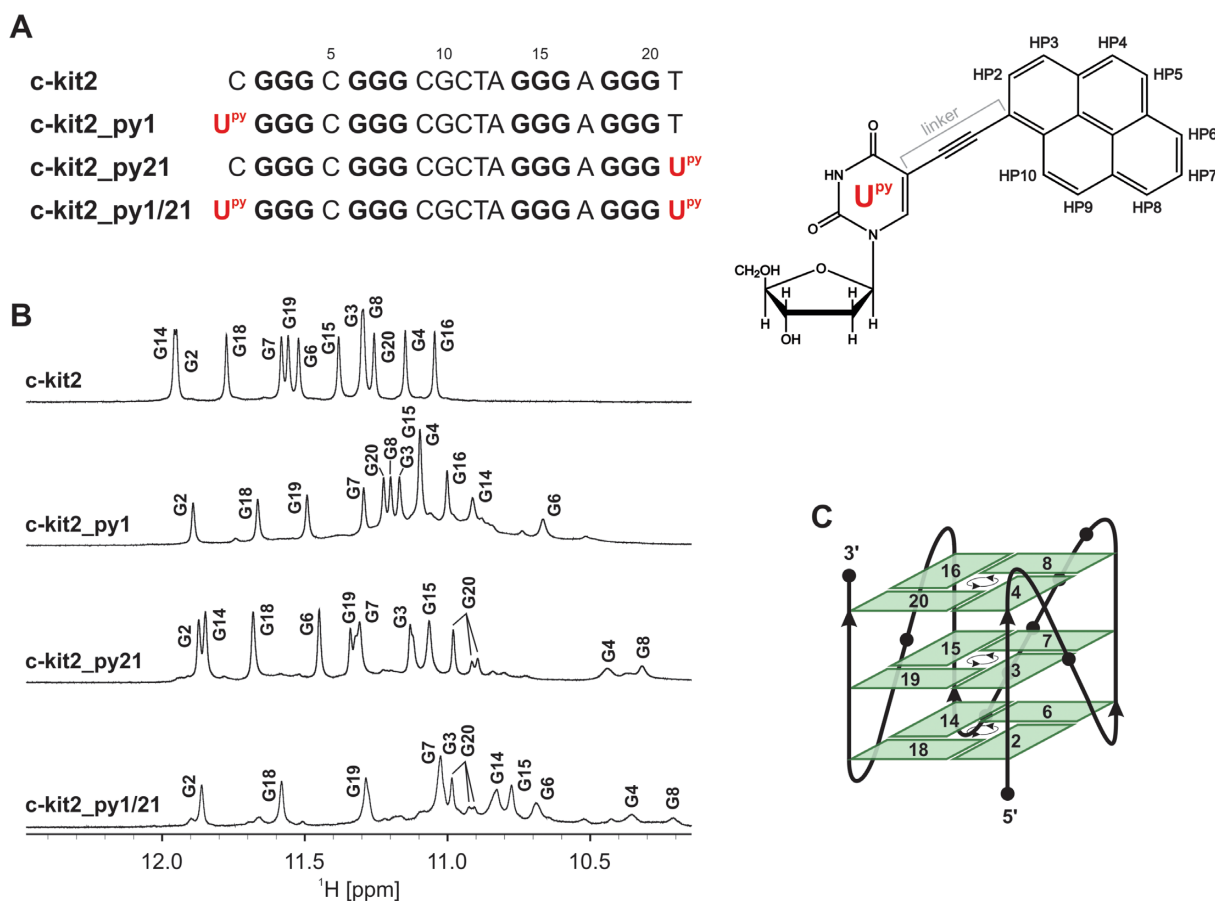 A
5 10 15 20
c-kit2 C GGG C GGG CGCTA GGG A GGG T
c-kit2_py1 Uᵖʸ GGG C GGG CGCTA GGG A GGG T
c-kit2_py21 C GGG C GGG CGCTA GGG A GGG Uᵖʸ
c-kit2_py1/21 Uᵖʸ GGG C GGG CGCTA GGG A GGG Uᵖʸ
HP3 HP4
HP2 HP5
linker
HP6
O
NH Uᵖʸ HP10 HP7
HP9 HP8
O N
CH₂OH O
H H
H H
OH
B
c-kit2
G14 G2 G18 G7 G19 G6 G15 G3 G8 G20 G4 G16
c-kit2_py1
G2 G18 G19 G7 G20 G8 G3 G15 G4 G16 G14 G6
c-kit2_py21
G2 G14 G18 G6 G19 G7 G3 G15 G20 G4 G8
c-kit2_py1/21
G2 G18 G19 G7 G3 G20 G14 G15 G6 G4 G8
12.0 11.5 11.0 10.5
¹H [ppm]
C
3'
16 8
20 4
15 7
19 3
14 6
18 2
5'